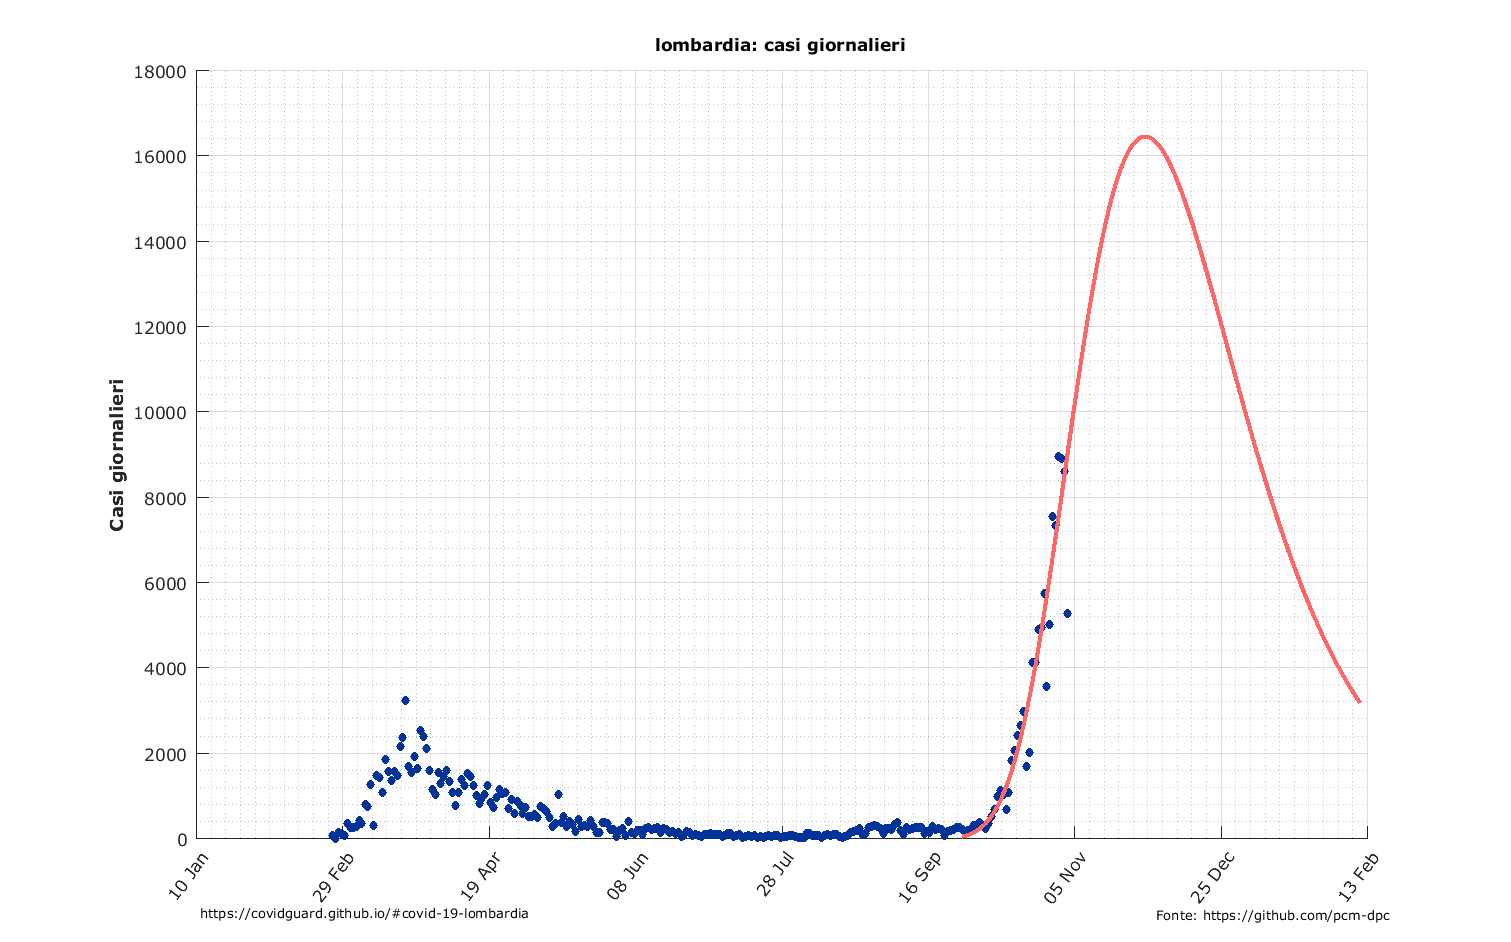 lombardia: casi giornalieri
18000
16000
14000
12000
10000
8000
6000
4000
2000
0
Casi giornalieri
10 Jan
29 Feb
19 Apr
08 Jun
28 Jul
16 Sep
05 Nov
25 Dec
13 Feb
https://covidguard.github.io/#covid-19-lombardia
Fonte: https://github.com/pcm-dpc